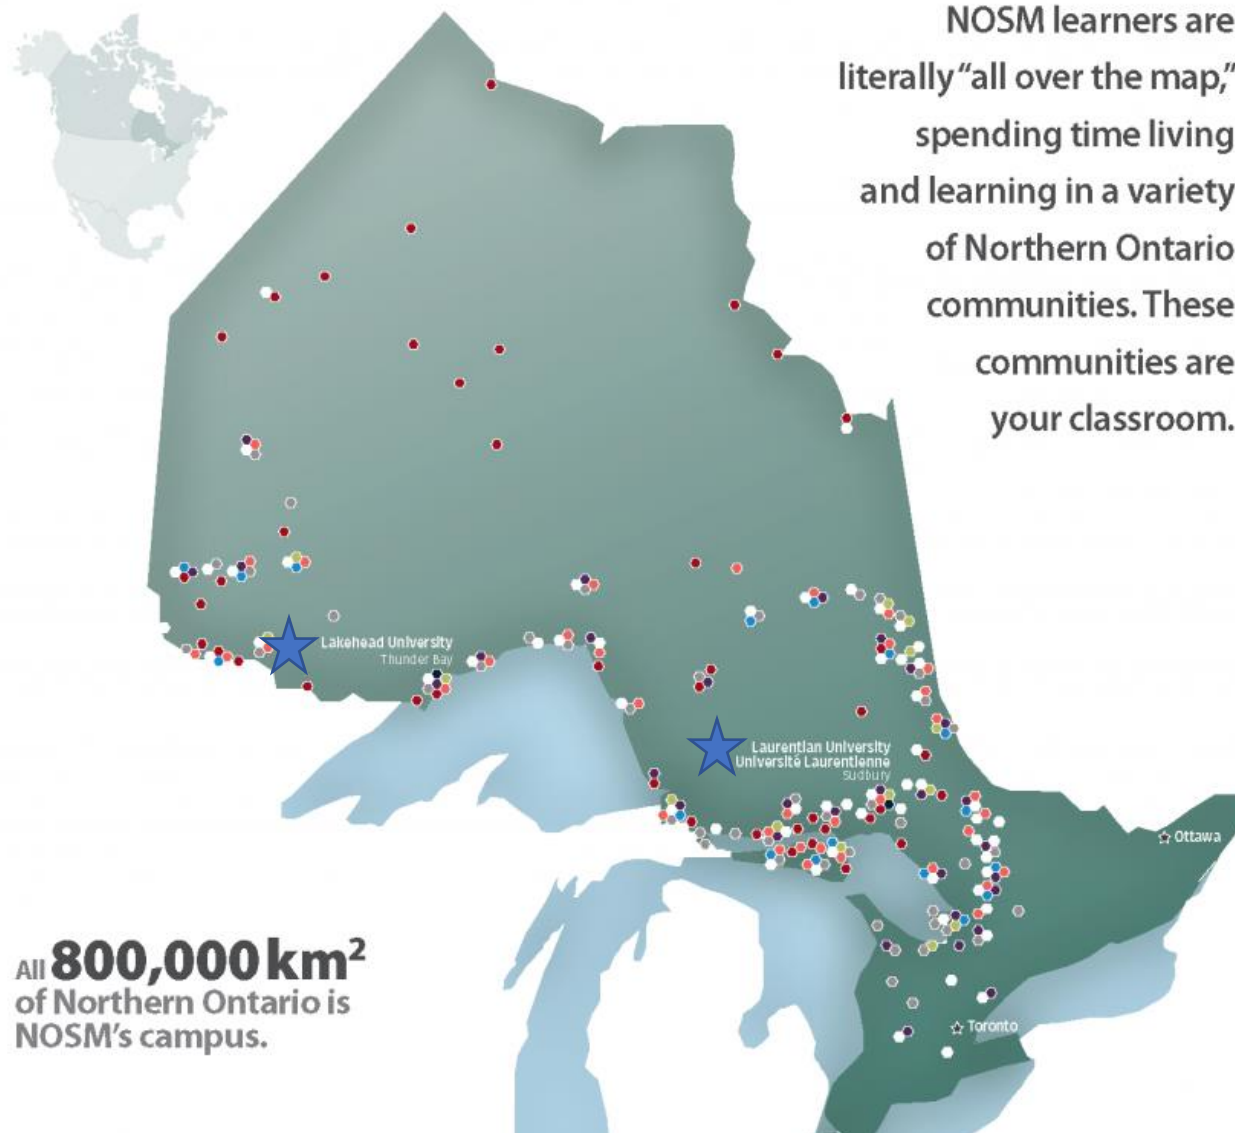 NOSM learners are
literally “all over the map,”
spending time living
and learning in a variety
of Northern Ontario
communities. These
communities are
your classroom.
Lakehead University
Thunder Bay
Laurentian University
Université Laurentienne
Sudbury
Ottawa
All 800,000 km²
of Northern Ontario is
NOSM’s campus.
Toronto